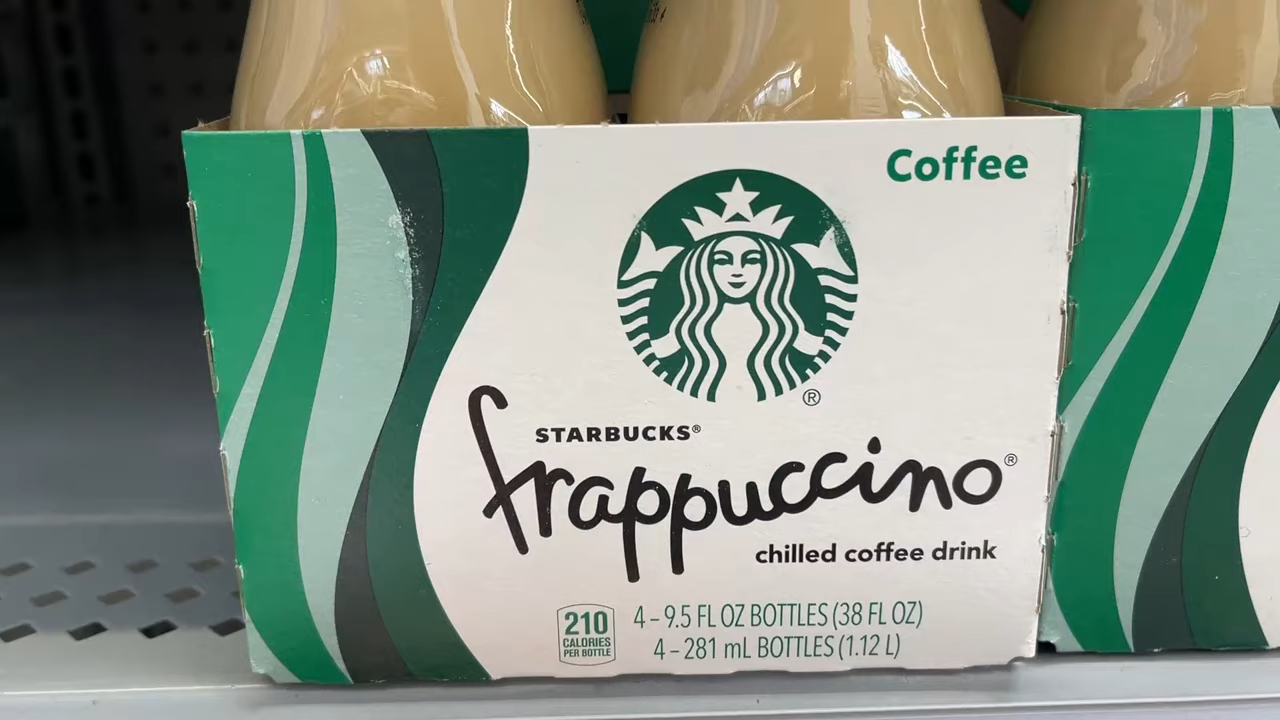 Coffee
®
STARBUCKS®
frappuccino®
chilled coffee drink
210
CALORIES
PER BOTTLE
4 – 9.5 FL OZ BOTTLES (38 FL OZ)
4 – 281 mL BOTTLES (1.12 L)